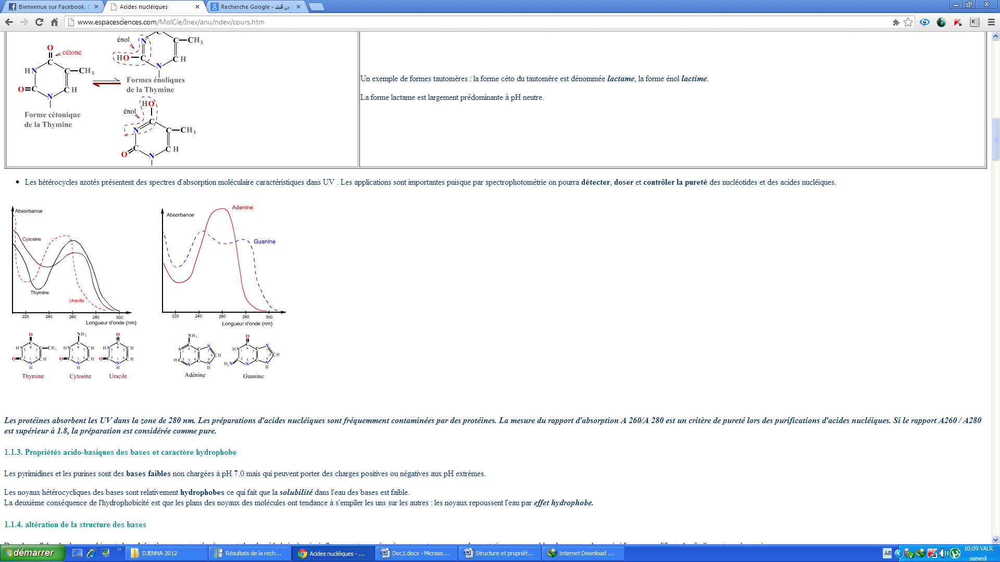 Bienvenue sur Facebook.
Acides nucléiques
Recherche Google - من قلبك
www.espacesciences.com/MolCie/Inex/anu/ndev/cours.htm
énol
N
C
C CH3
HO C
C H
N
Formes énoliques
de la Thymine
O
cétone
C
H N
C CH3
O=C
C H
N
Forme cétonique
de la Thymine
HO
énol
C
N
C CH3
C
C H
O
N
Un exemple de formes tautomères : la forme céto du tautomère est dénommée lactame, la forme énol lactime.
La forme lactame est largement prédominante à pH neutre.
Les hétérocycles azotés présentent des spectres d'absorption moléculaire caractéristiques dans UV . Les applications sont importantes puisque par spectrophotométrie on pourra détecter, doser et contrôler la pureté des nucléotides et des acides nucléiques.
Absorbance
Cytosine
Thymine
Uracile
220 240 260 280 300
Longueur d'onde (nm)
Absorbance
Adenine
Guanine
220 240 260 280 300
Longueur d'onde (nm)
Thymine Cytosine Uracile
Adénine Guanine
Les protéines absorbent les UV dans la zone de 280 nm. Les préparations d'acides nucléiques sont fréquemment contaminées par des protéines. La mesure du rapport d'absorption A 260/A 280 est un critère de pureté lors des purifications d'acides nucléiques. Si le rapport A260 / A280
est supérieur à 1.8, la préparation est considérée comme pure.
1.1.3. Propriétés acido-basiques des bases et caractère hydrophobe
Les pyrimidines et les purines sont des bases faibles non chargées à pH 7.0 mais qui peuvent porter des charges positives ou négatives aux pH extrèmes.
Les noyaux hétérocycliques des bases sont relativement hydrophobes ce qui fait que la solubilité dans l'eau des bases est faible.
La deuxième conséquence de l'hydrophobicité est que les plans des noyaux des molécules ont tendance à s'empiler les uns sur les autres : les noyaux repoussent l'eau par effet hydrophobe.
1.1.4. altération de la structure des bases
démarrer
DJENNA 2012
Résultats de la rech...
Acides nucléiques - ...
Doc1.docx - Microso...
Structure et propriét...
Internet Download ...
AR
10:09 VALR
samedi